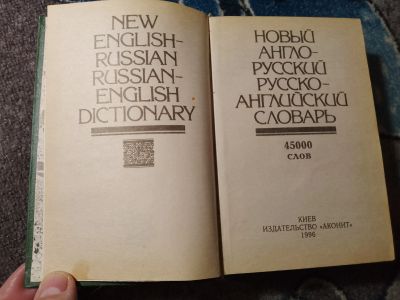 NEW
ENGLISH-
RUSSIAN
RUSSIAN-
ENGLISH
DICTIONARY
НОВЫЙ
АНГЛО-
РУССКИЙ
РУССКО-
АНГЛИЙСКИЙ
СЛОВАРЬ
45000
СЛОВ
КИЕВ
ИЗДАТЕЛЬСТВО «АКОНИТ»
1996